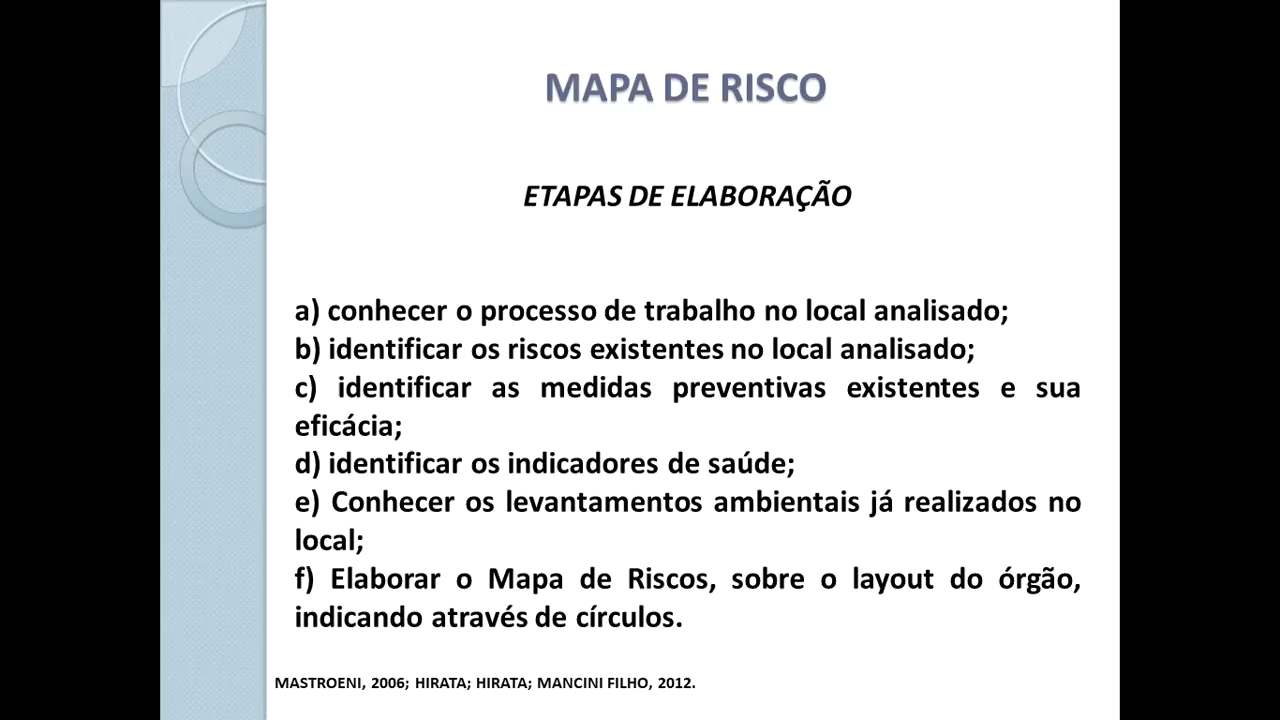 MAPA DE RISCO
ETAPAS DE ELABORAÇÃO
a) conhecer o processo de trabalho no local analisado;
b) identificar os riscos existentes no local analisado;
c) identificar as medidas preventivas existentes e sua
eficácia;
d) identificar os indicadores de saúde;
e) Conhecer os levantamentos ambientais já realizados no
local;
f) Elaborar o Mapa de Riscos, sobre o layout do órgão,
indicando através de círculos.
MASTROENI, 2006; HIRATA; HIRATA; MANCINI FILHO, 2012.